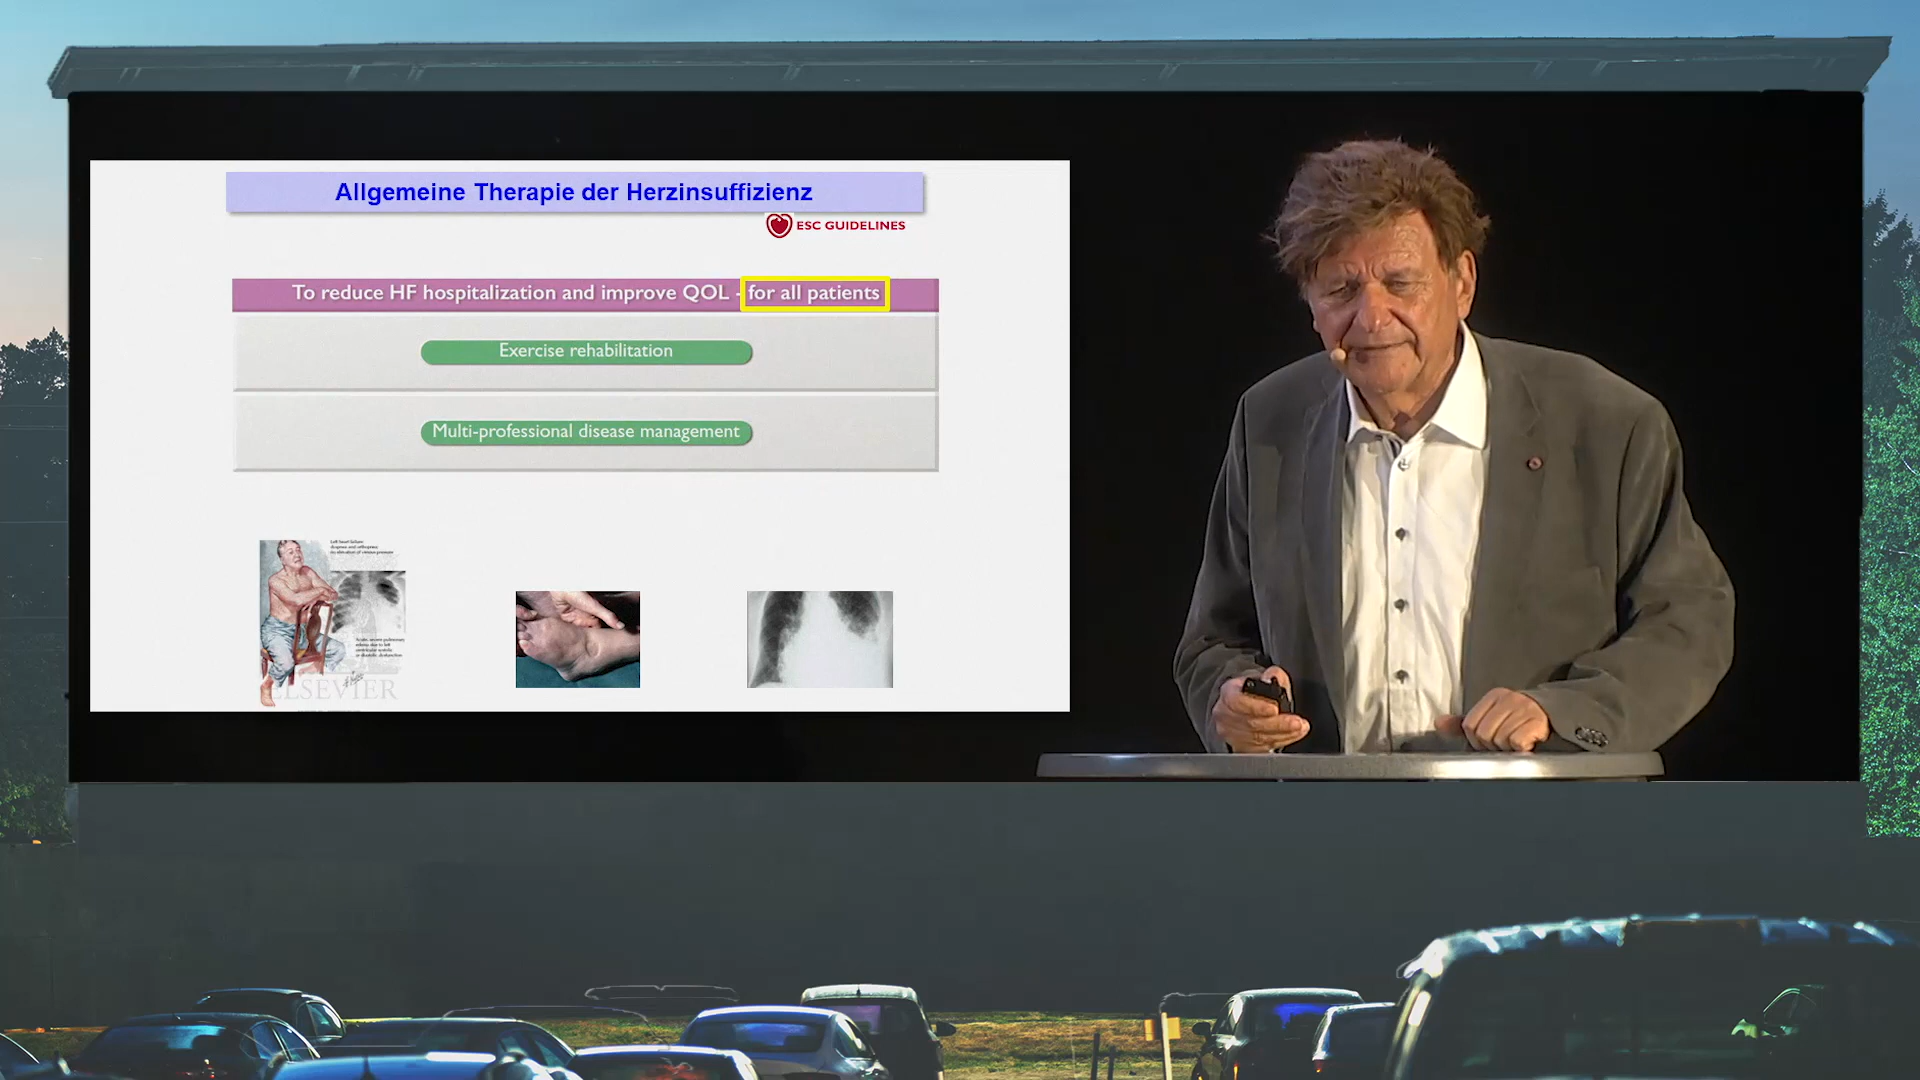 Allgemeine Therapie der Herzinsuffizienz
ESC GUIDELINES
To reduce HF hospitalization and improve QOL - for all patients
Exercise rehabilitation
Multi-professional disease management
ELSEVIER